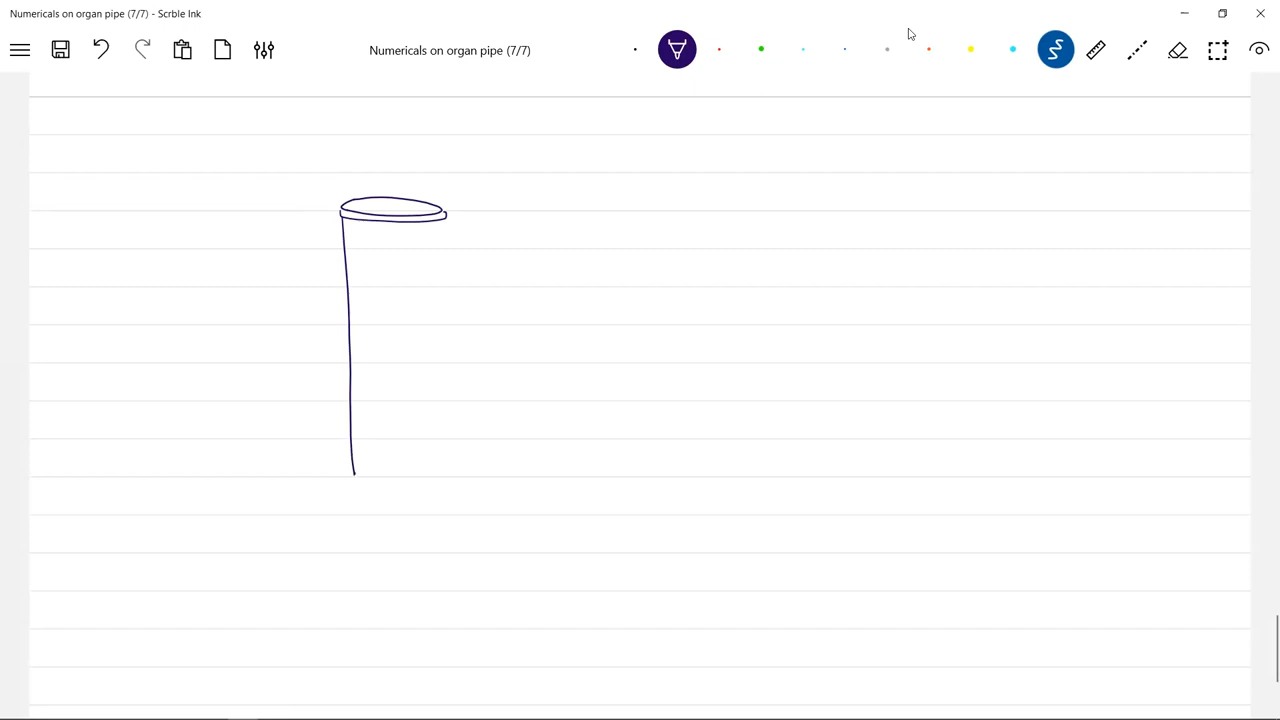 Numericals on organ pipe (7/7) - Scrble Ink
Numericals on organ pipe (7/7)